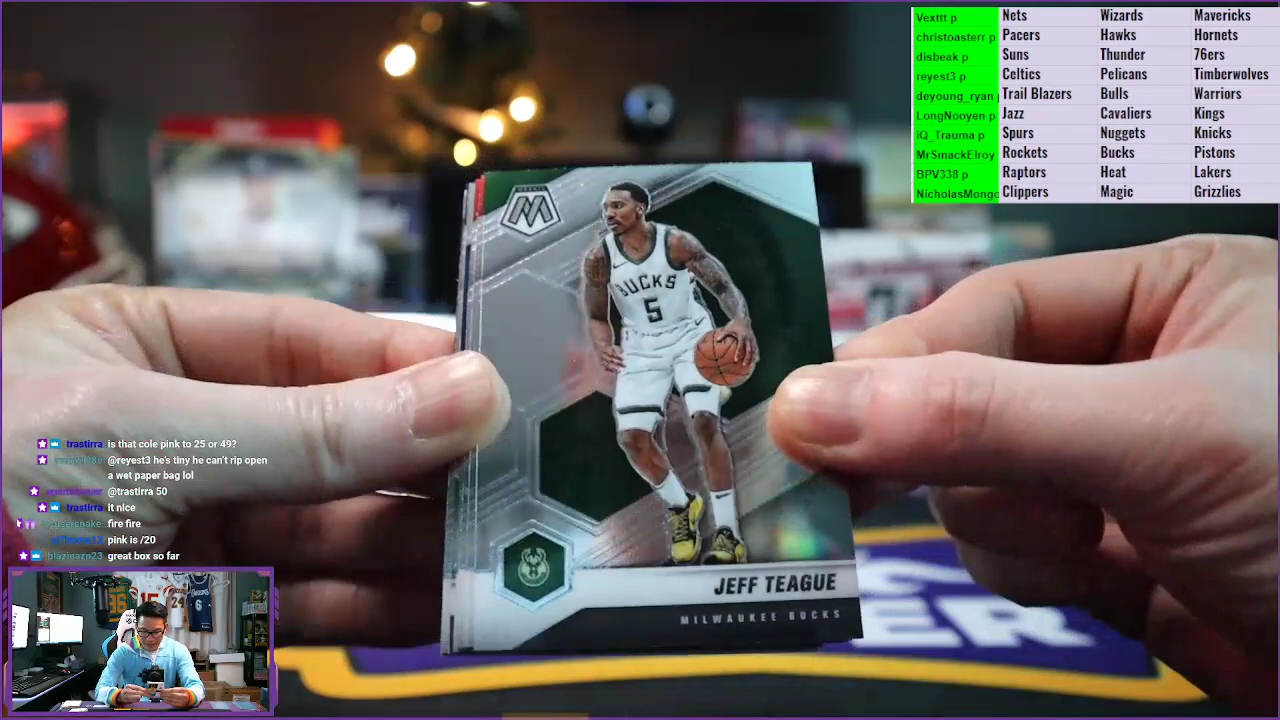 Vexttt p Nets Wizards Mavericks
christoasterr p Pacers Hawks Hornets
disbeak p Suns Thunder 76ers
reyest3 p Celtics Pelicans Timberwolves
deyoung_ryan Trail Blazers Bulls Warriors
LongNooyen p Jazz Cavaliers Kings
iQ_Trauma p Spurs Nuggets Knicks
MrSmackElroy Rockets Bucks Pistons
BPV338 p Raptors Heat Lakers
NicholasMongo Clippers Magic Grizzlies
MOSAIC
BUCKS
5
JEFF TEAGUE
MILWAUKEE BUCKS
trastirra is that cole pink to 25 or 49?
@reyest3 he's tiny he can't rip open
a wet paper bag lol
@trastirra 50
trastirra it nice
fire fire
pink is /20
blazinazn23 great box so far
ER
24
6